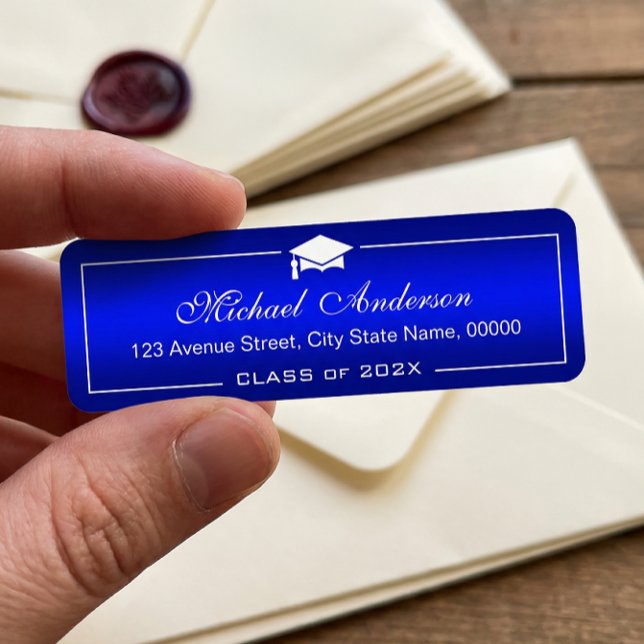 Michael Anderson
123 Avenue Street, City State Name, 00000
CLASS OF 202X